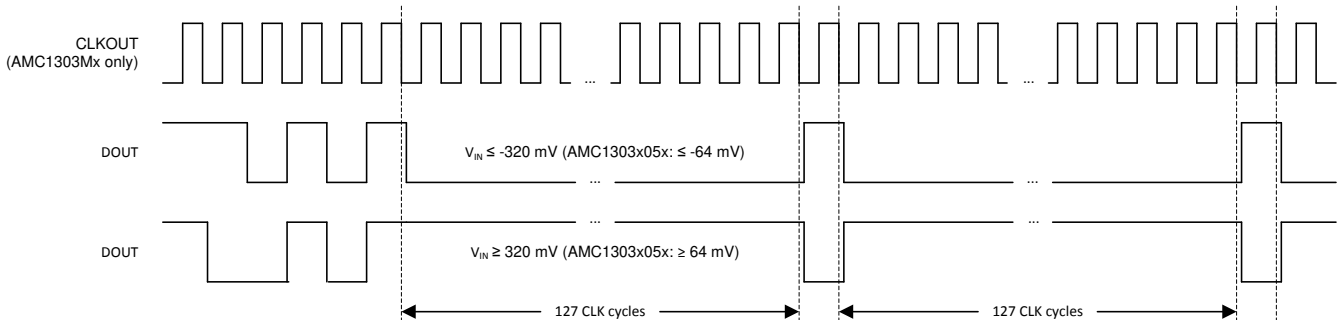 CLKOUT
(AMC1303Mx only)
...
...
DOUT
V_IN ≤ -320 mV (AMC1303x05x: ≤ -64 mV)
...
...
DOUT
V_IN ≥ 320 mV (AMC1303x05x: ≥ 64 mV)
...
...
127 CLK cycles
127 CLK cycles